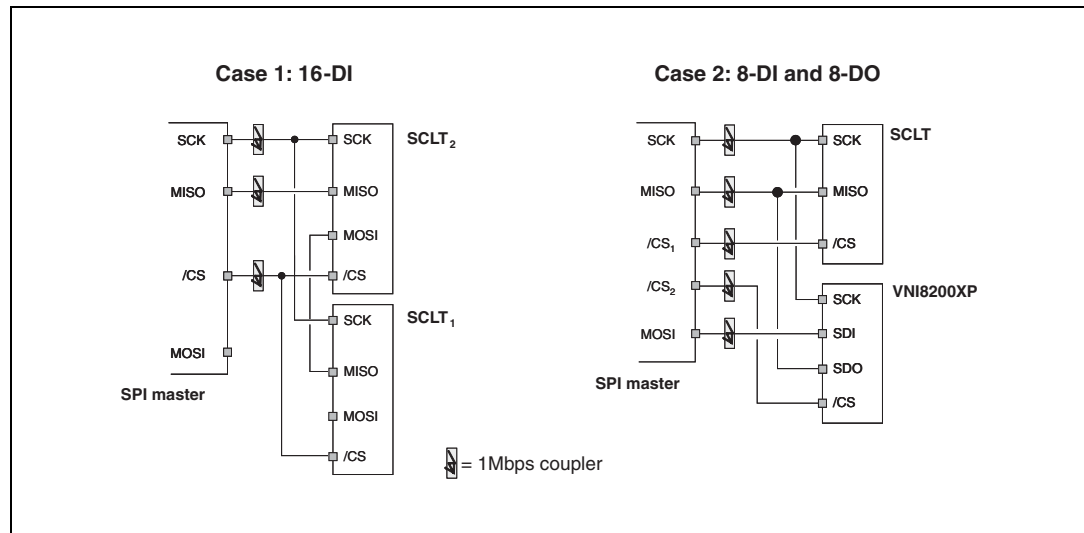 Case 1: 16-DI
SCK
MISO
/CS
MOSI
SPI master
SCK
MISO
MOSI
/CS
SCLT2
SCK
MISO
MOSI
/CS
SCLT1
= 1Mbps coupler
Case 2: 8-DI and 8-DO
SCK
MISO
/CS1
/CS2
MOSI
SPI master
SCK
MISO
/CS
SCLT
VNI8200XP
SCK
SDI
SDO
/CS